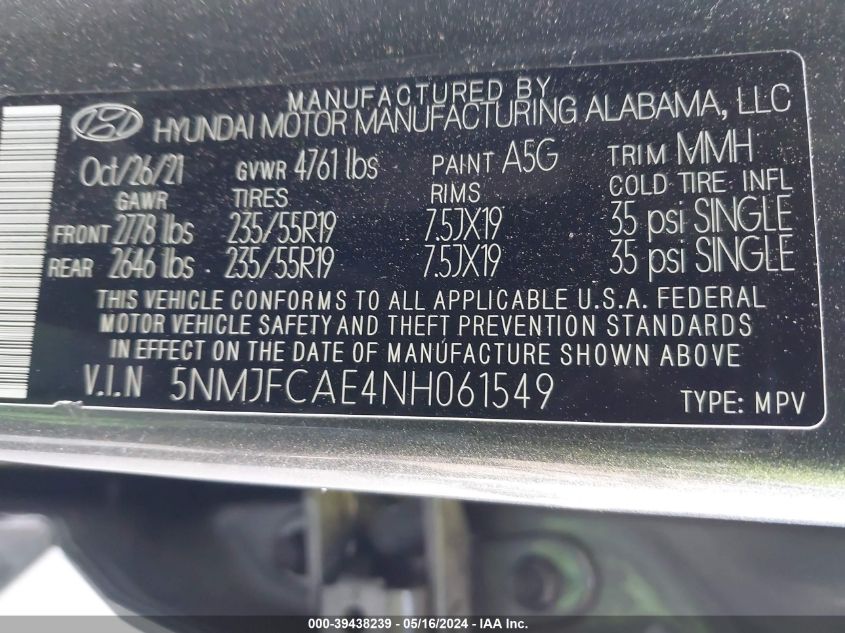 MANUFACTURED BY
HYUNDAI MOTOR MANUFACTURING ALABAMA, LLC
Oct/26/21 GVWR 4761 lbs PAINT A5G TRIM MMH
GAWR TIRES RIMS COLD TIRE INFL
FRONT 2778 lbs 235/55R19 7.5JX19 35 psi SINGLE
REAR 2646 lbs 235/55R19 7.5JX19 35 psi SINGLE
THIS VEHICLE CONFORMS TO ALL APPLICABLE U.S.A. FEDERAL
MOTOR VEHICLE SAFETY AND THEFT PREVENTION STANDARDS
IN EFFECT ON THE DATE OF MANUFACTURE SHOWN ABOVE
V.I.N 5NMJFCAE4NH061549 TYPE: MPV
000-39438239 - 05/16/2024 - IAA Inc.